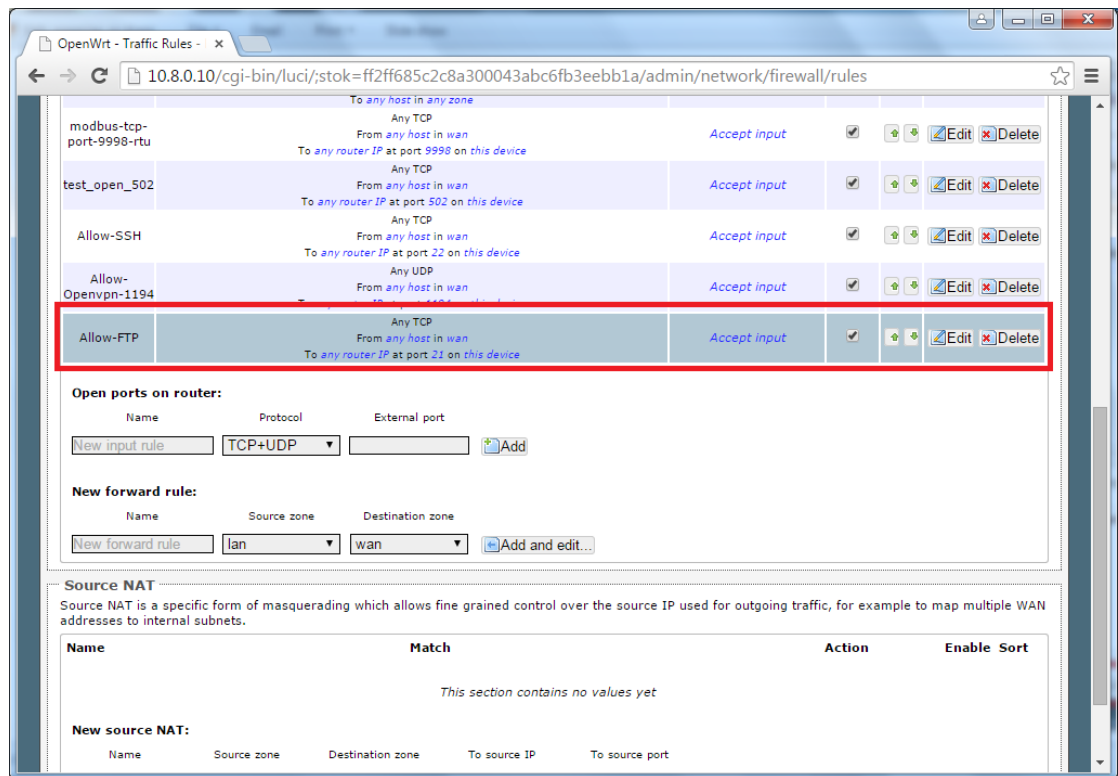 OpenWrt - Traffic Rules -
10.8.0.10/cgi-bin/luci/;stok=ff2ff685c2c8a300043abc6fb3eebb1a/admin/network/firewall/rules
To any host in any zone
modbus-tcp-port-9998-rtu
Any TCP
From any host in wan
To any router IP at port 9998 on this device
Accept input
Edit Delete
test_open_502
Any TCP
From any host in wan
To any router IP at port 502 on this device
Accept input
Edit Delete
Allow-SSH
Any TCP
From any host in wan
To any router IP at port 22 on this device
Accept input
Edit Delete
Allow-Openvpn-1194
Any UDP
From any host in wan
Accept input
Edit Delete
Allow-FTP
Any TCP
From any host in wan
To any router IP at port 21 on this device
Accept input
Edit Delete
Open ports on router:
Name Protocol External port
New input rule TCP+UDP Add
New forward rule:
Name Source zone Destination zone
New forward rule lan wan Add and edit...
Source NAT
Source NAT is a specific form of masquerading which allows fine grained control over the source IP used for outgoing traffic, for example to map multiple WAN
addresses to internal subnets.
Name Match Action Enable Sort
This section contains no values yet
New source NAT:
Name Source zone Destination zone To source IP To source port